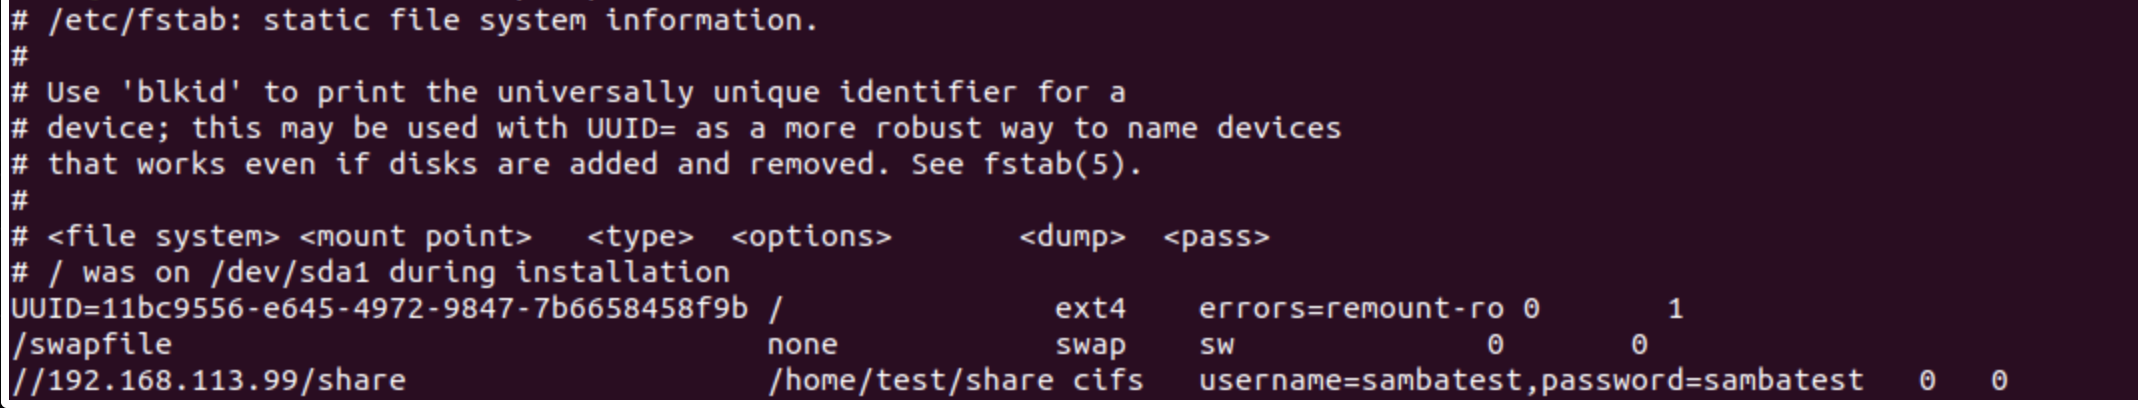 # /etc/fstab: static file system information.
#
# Use 'blkid' to print the universally unique identifier for a
# device; this may be used with UUID= as a more robust way to name devices
# that works even if disks are added and removed. See fstab(5).
#
# <file system> <mount point>   <type>  <options>       <dump>  <pass>
# / was on /dev/sda1 during installation
UUID=11bc9556-e645-4972-9847-7b6658458f9b /               ext4    errors=remount-ro 0       1
/swapfile                                 none            swap    sw              0       0
//192.168.113.99/share                    /home/test/share cifs   username=sambatest,password=sambatest   0   0